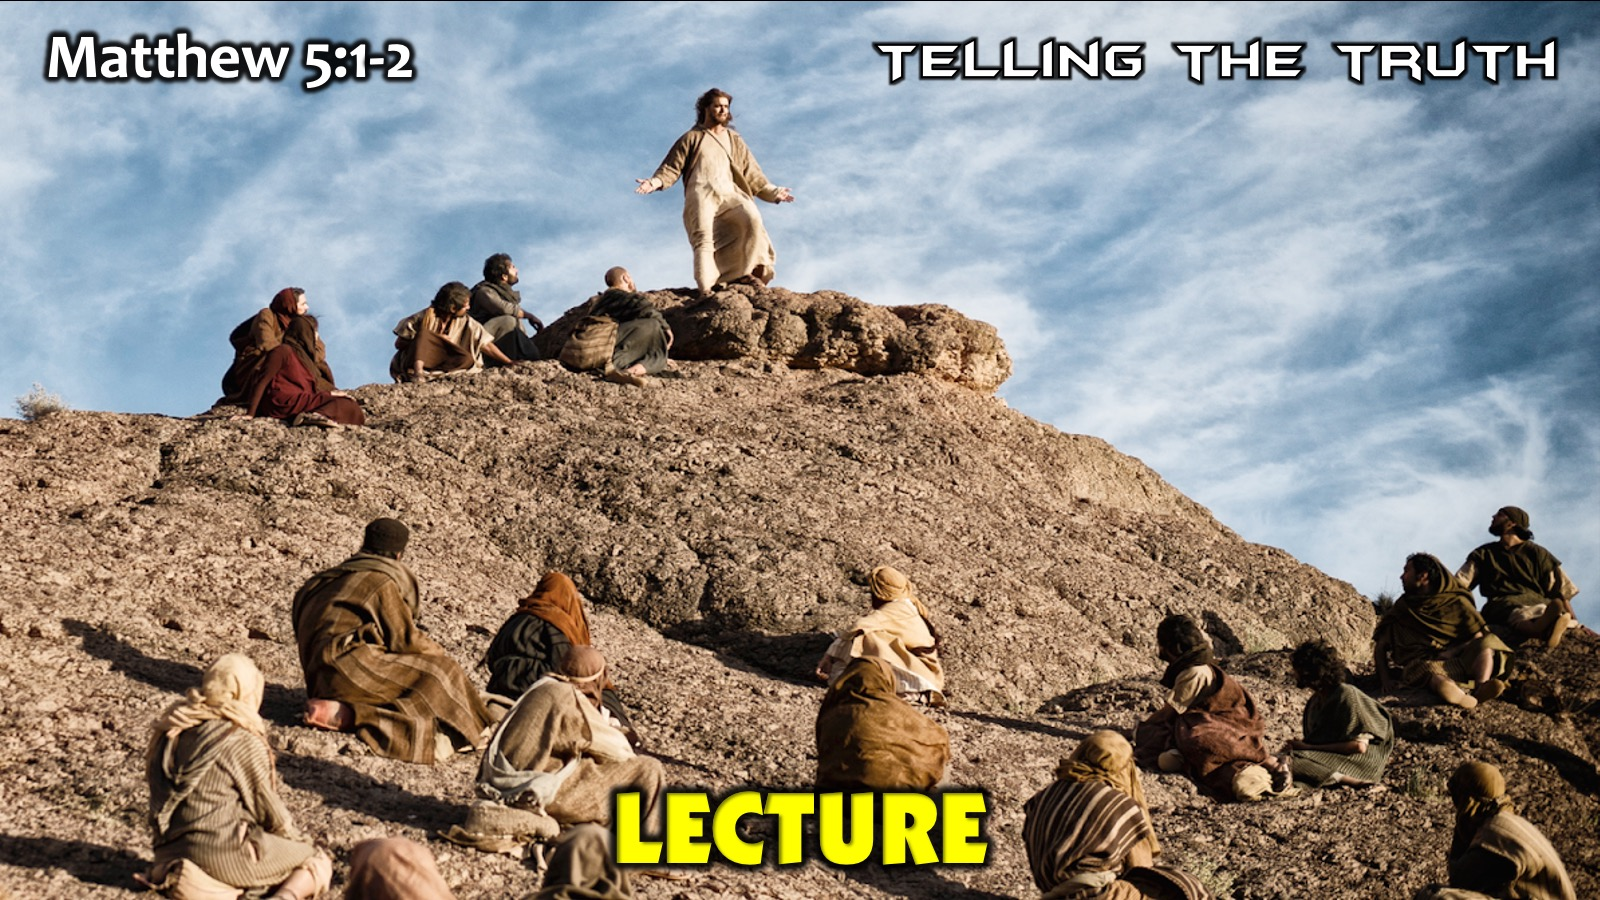 Matthew 5:1-2
TELLING THE TRUTH
LECTURE